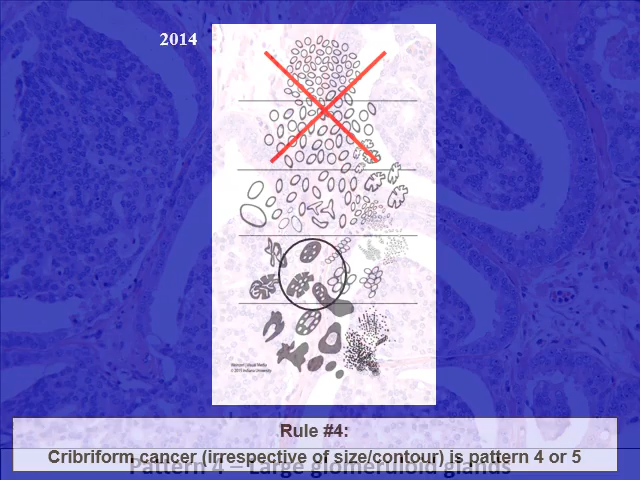 2014
Rule #4:
Cribriform cancer (irrespective of size/contour) is pattern 4 or 5
Pattern 4 – Large glomeruloid glands